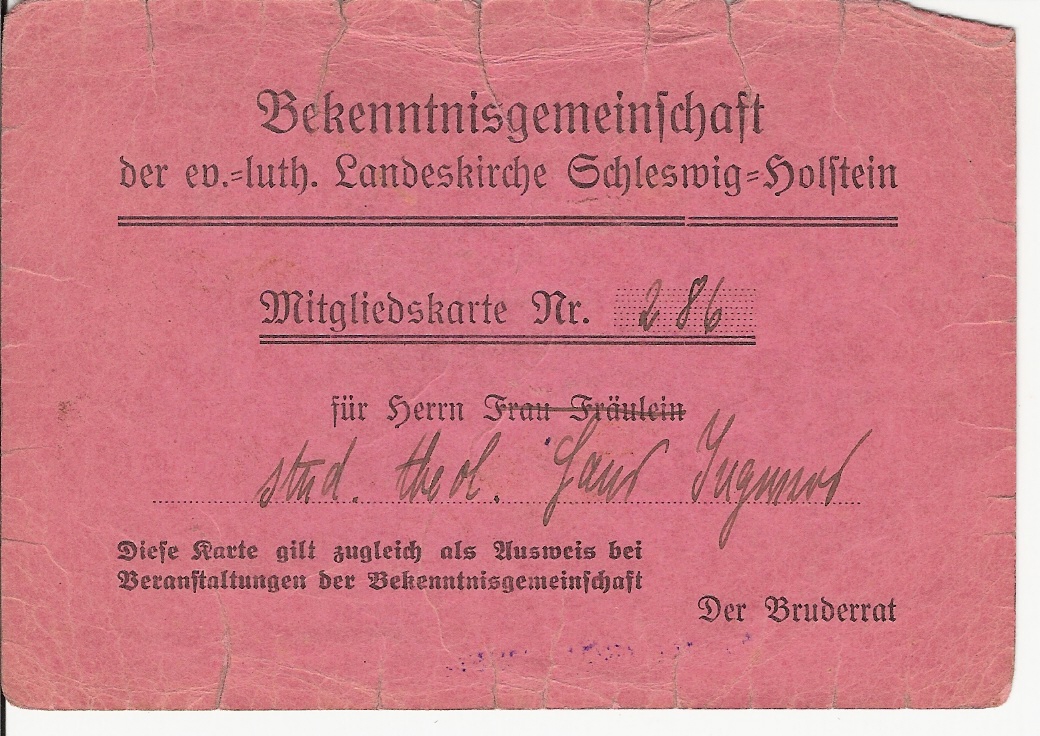 Bekenntnisgemeinschaft
der ev.-luth. Landeskirche Schleswig-Holstein
Mitgliedskarte Nr. 286
für Herrn Frau Fräulein
stud. theol. Hans
Diese Karte gilt zugleich als Ausweis bei
Veranstaltungen der Bekenntnisgemeinschaft
Der Bruderrat